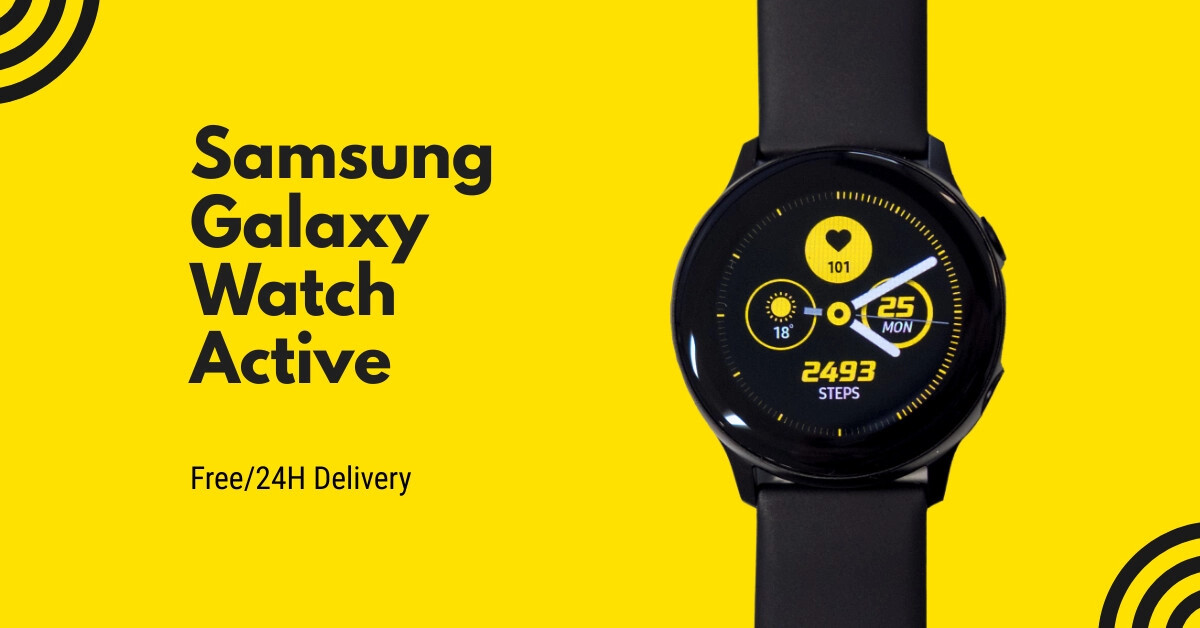 Samsung
Galaxy
Watch
Active
Free/24H Delivery
101
18°
25
MON
2493
STEPS